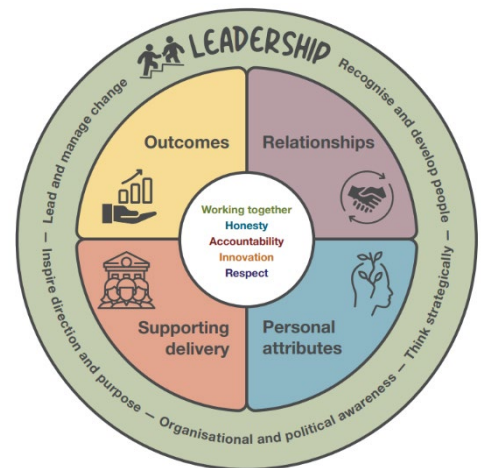 LEADERSHIP
Recognise and develop people — Think strategically — Organisational and political awareness — Inspire direction and purpose — Lead and manage change
Outcomes
Relationships
Working together
Honesty
Accountability
Innovation
Respect
Supporting
delivery
Personal
attributes